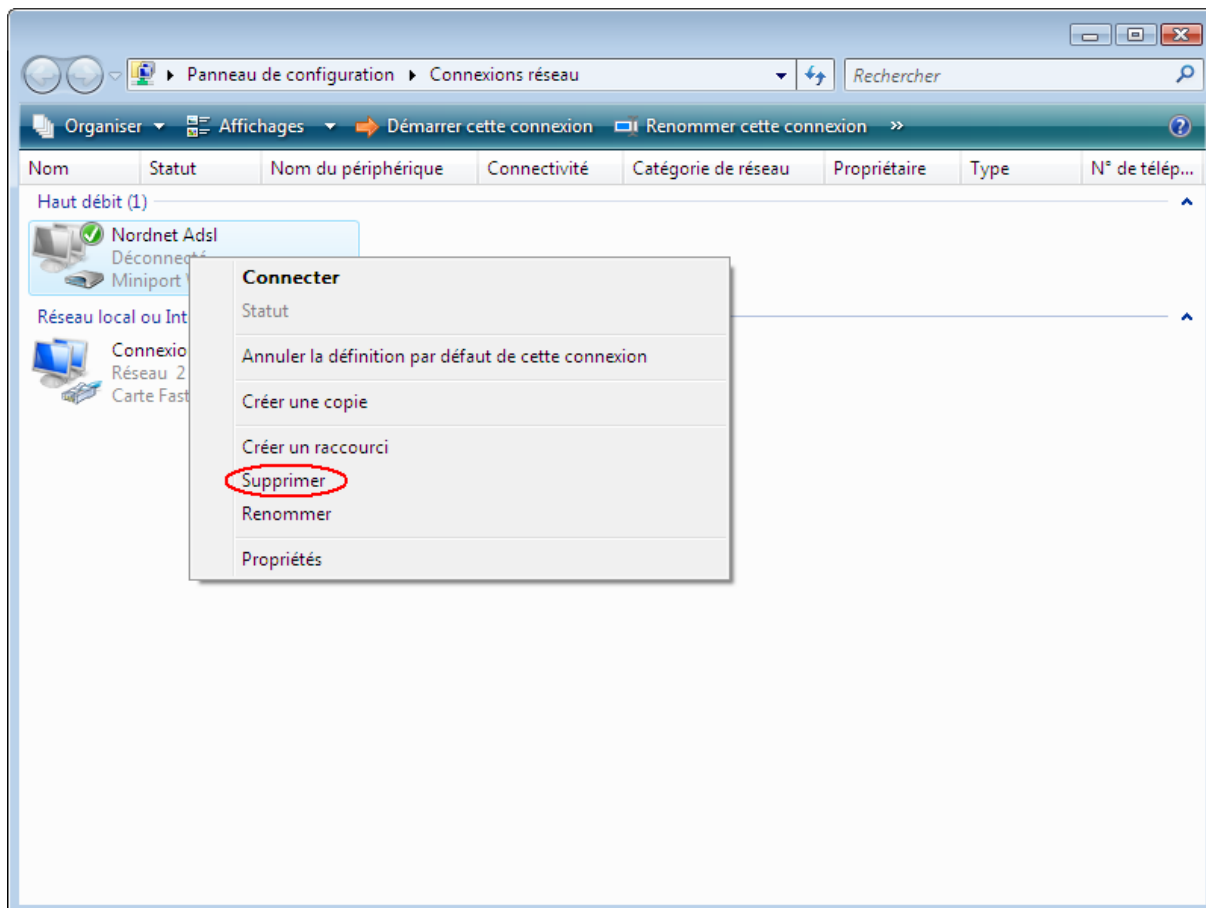 Panneau de configuration Connexions réseau Rechercher
Organiser Affichages Démarrer cette connexion Renommer cette connexion »
Nom Statut Nom du périphérique Connectivité Catégorie de réseau Propriétaire Type N° de télép...
Haut débit (1)
Nordnet Adsl
Déconnecté
Miniport
Connecter
Réseau local ou Int
Statut
Connexio
Annuler la définition par défaut de cette connexion
Réseau 2
Carte Fast
Créer une copie
Créer un raccourci
Supprimer
Renommer
Propriétés